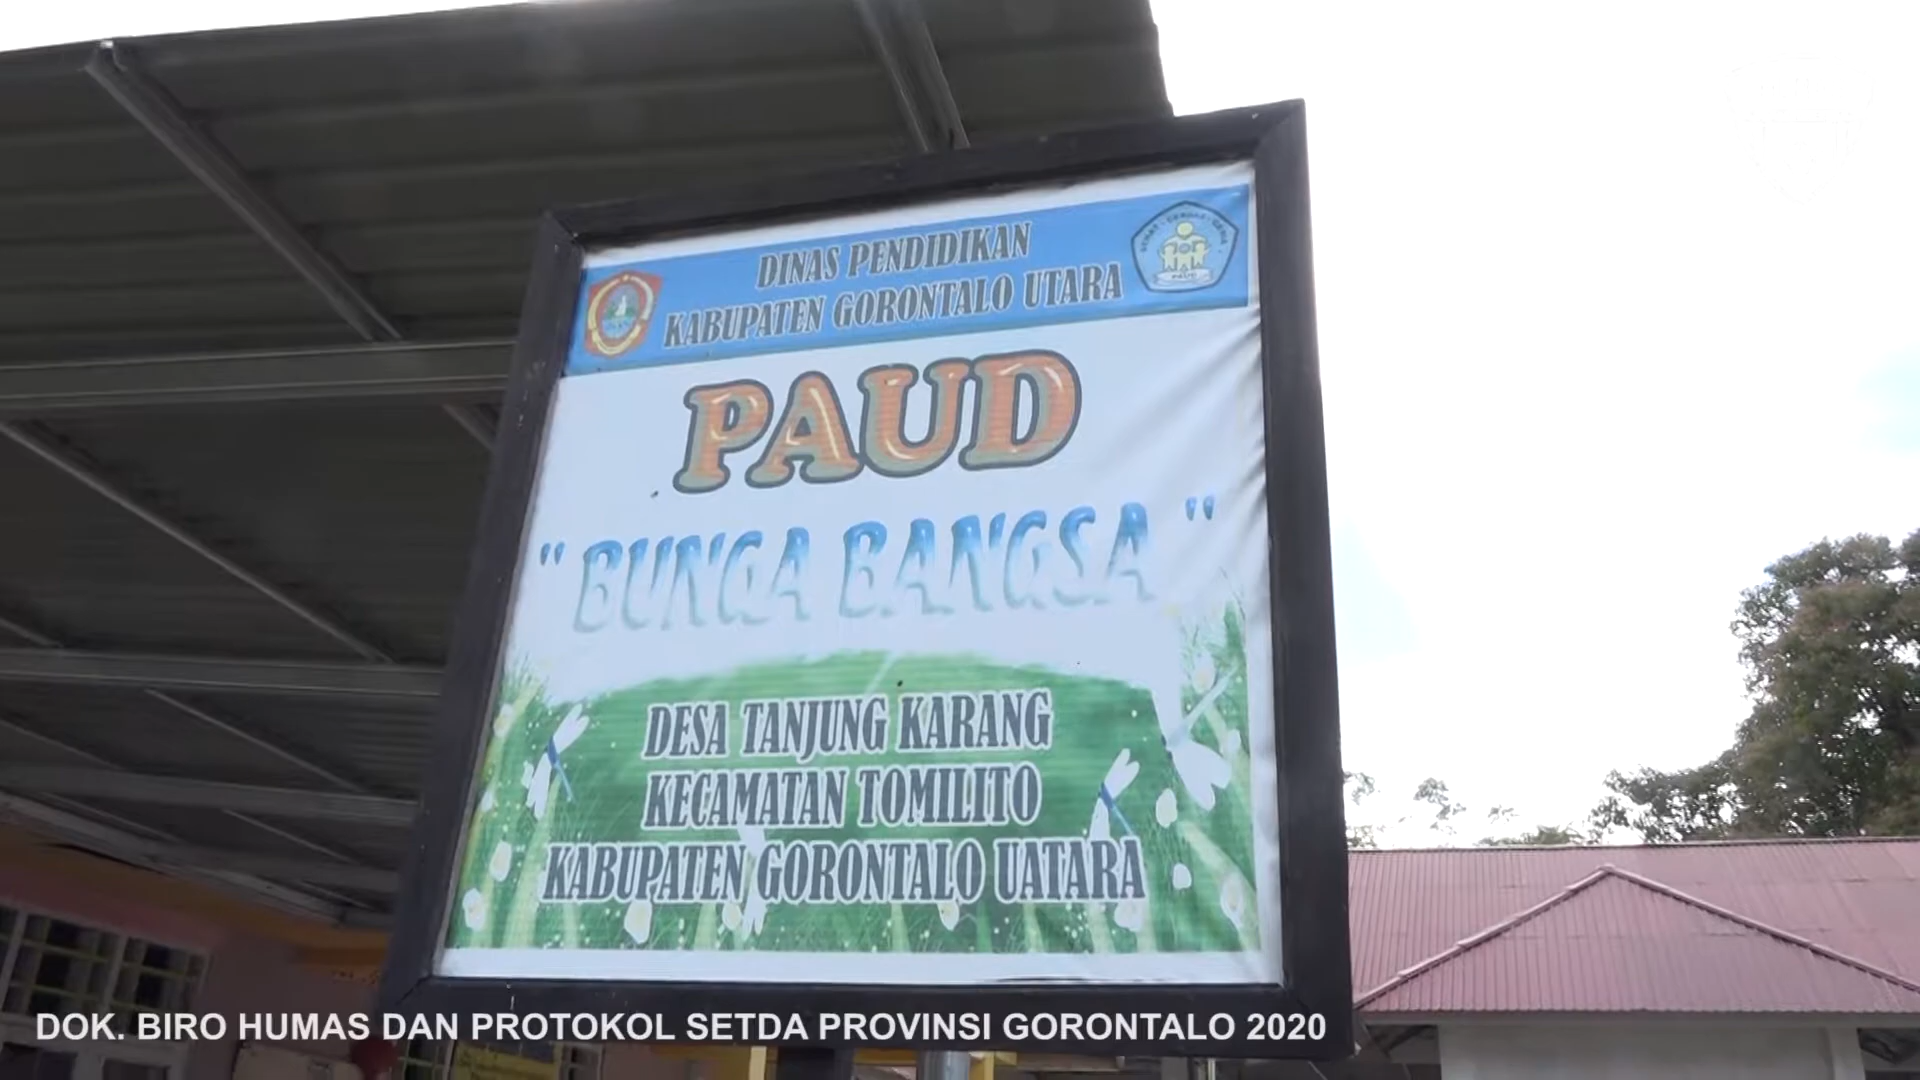 DINAS PENDIDIKAN
KABUPATEN GORONTALO UTARA
PAUD
" BUNGA BANGSA "
DESA TANJUNG KARANG
KECAMATAN TOMILITO
KABUPATEN GORONTALO UATARA
DOK. BIRO HUMAS DAN PROTOKOL SETDA PROVINSI GORONTALO 2020